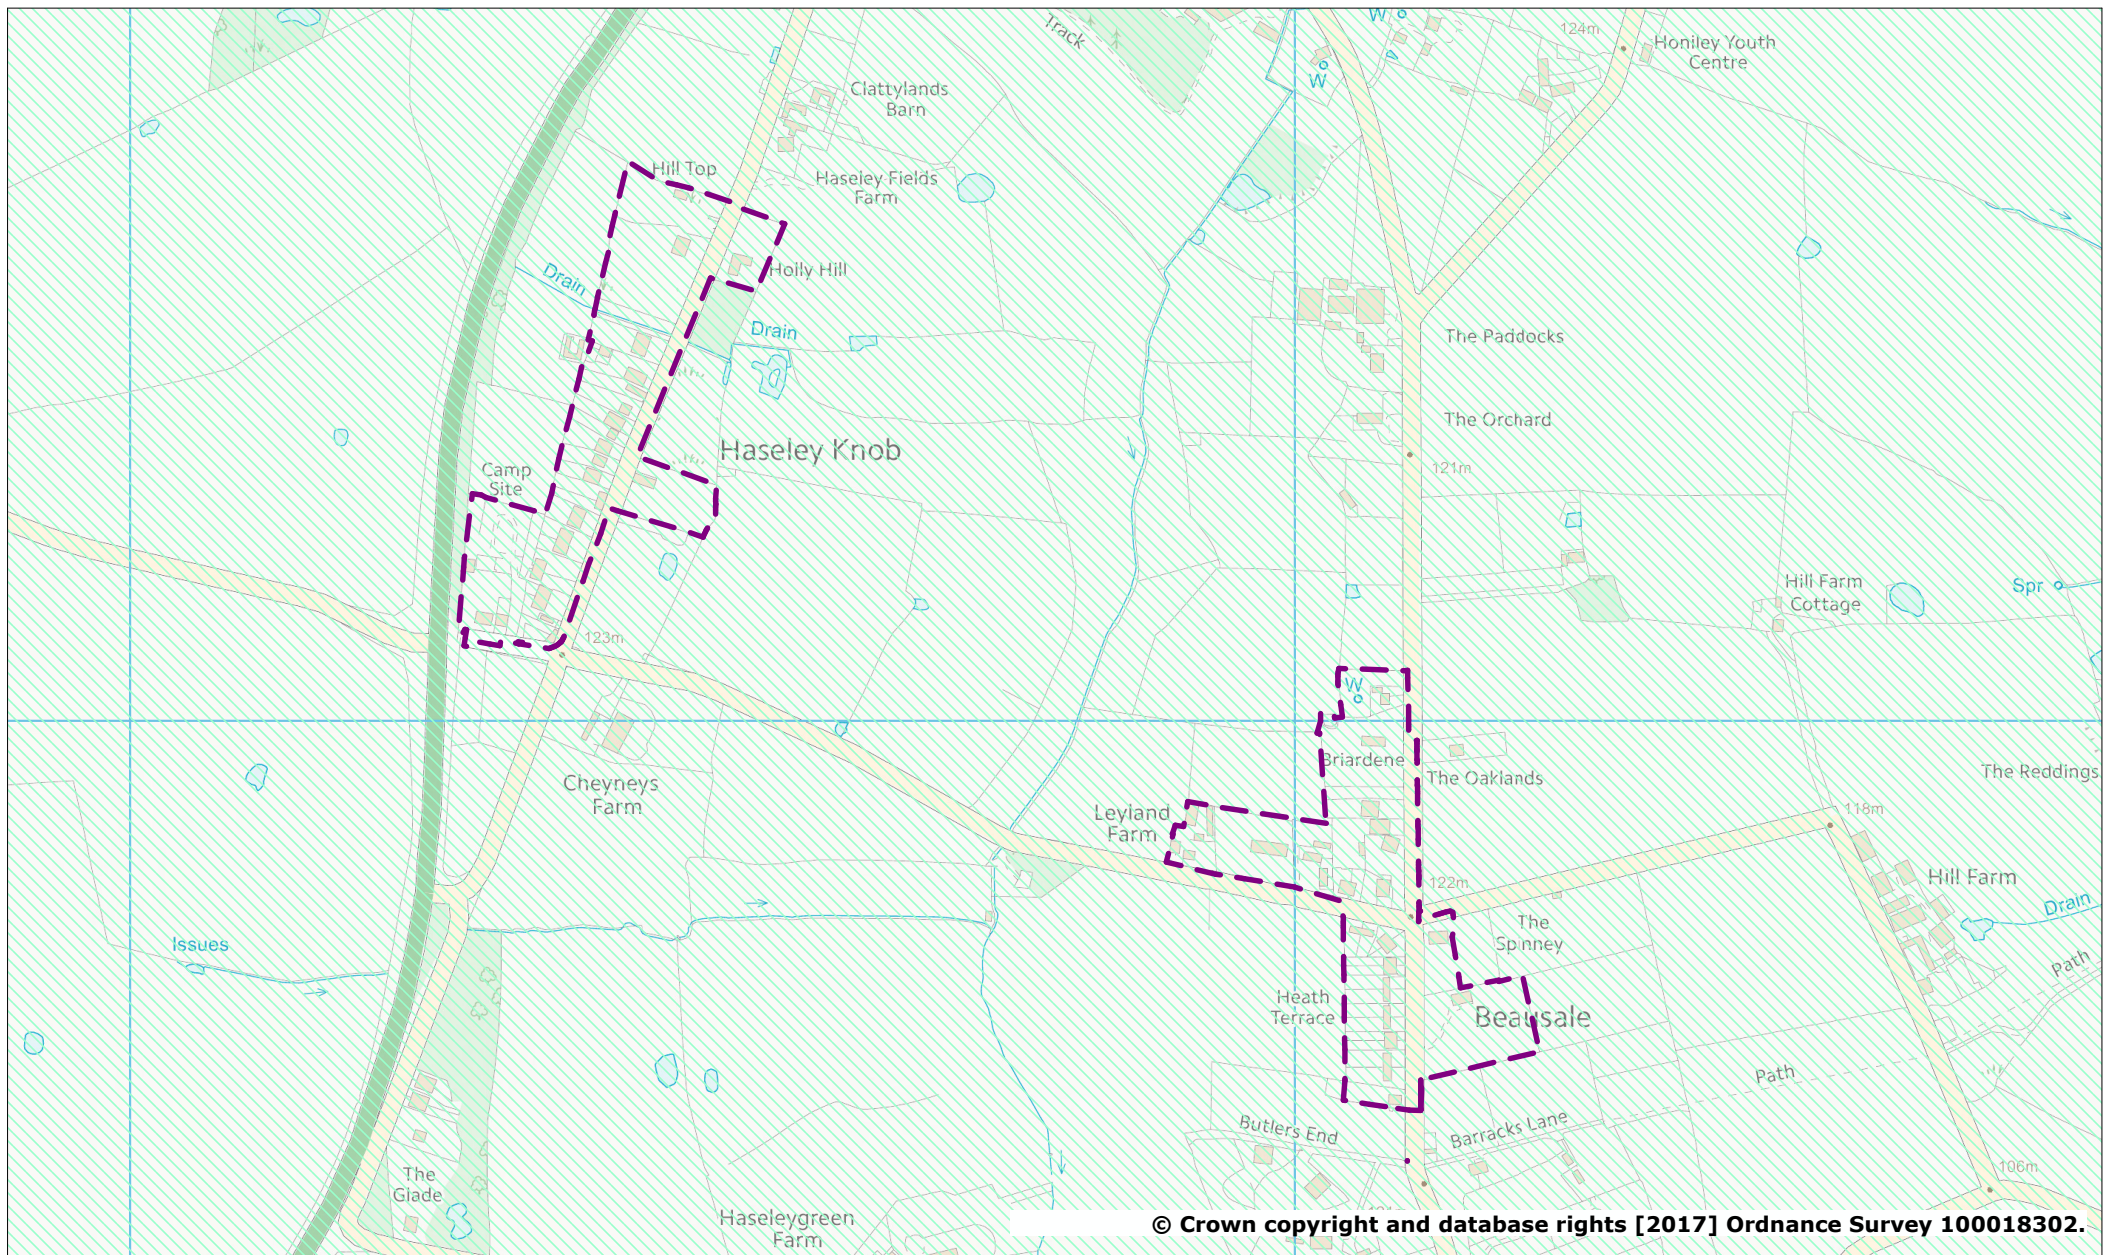 Track
W
124m
Honiley Youth
Centre
W
Clattylands
Barn
Hill Top
Haseley Fields
Farm
Holly Hill
Drain
Drain
The Paddocks
The Orchard
Haseley Knob
121m
Camp
Site
Hill Farm
Cottage
Spr
123m
W
Briardene
The Oaklands
The Reddings
Cheyneys
Farm
Leyland
Farm
118m
122m
Hill Farm
Drain
The
Spinney
Issues
Path
Heath
Terrace
Beausale
Path
Butlers End
Barracks Lane
The
Glade
106m
Haseleygreen
Farm
© Crown copyright and database rights [2017] Ordnance Survey 100018302.